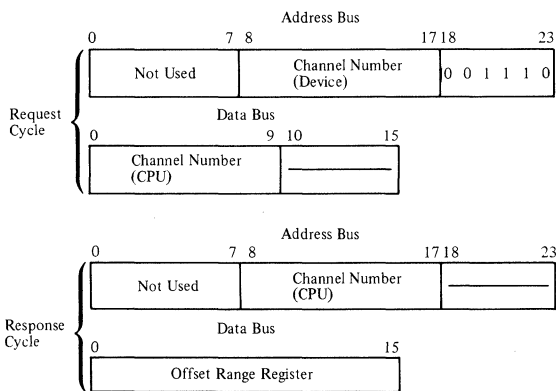 Address Bus
0 7 8 17 18 23
Not Used Channel Number (Device) 0 0 1 1 1 0
Request Cycle
Data Bus
0 9 10 15
Channel Number (CPU)
Address Bus
0 7 8 17 18 23
Not Used Channel Number (CPU)
Response Cycle
Data Bus
0 15
Offset Range Register